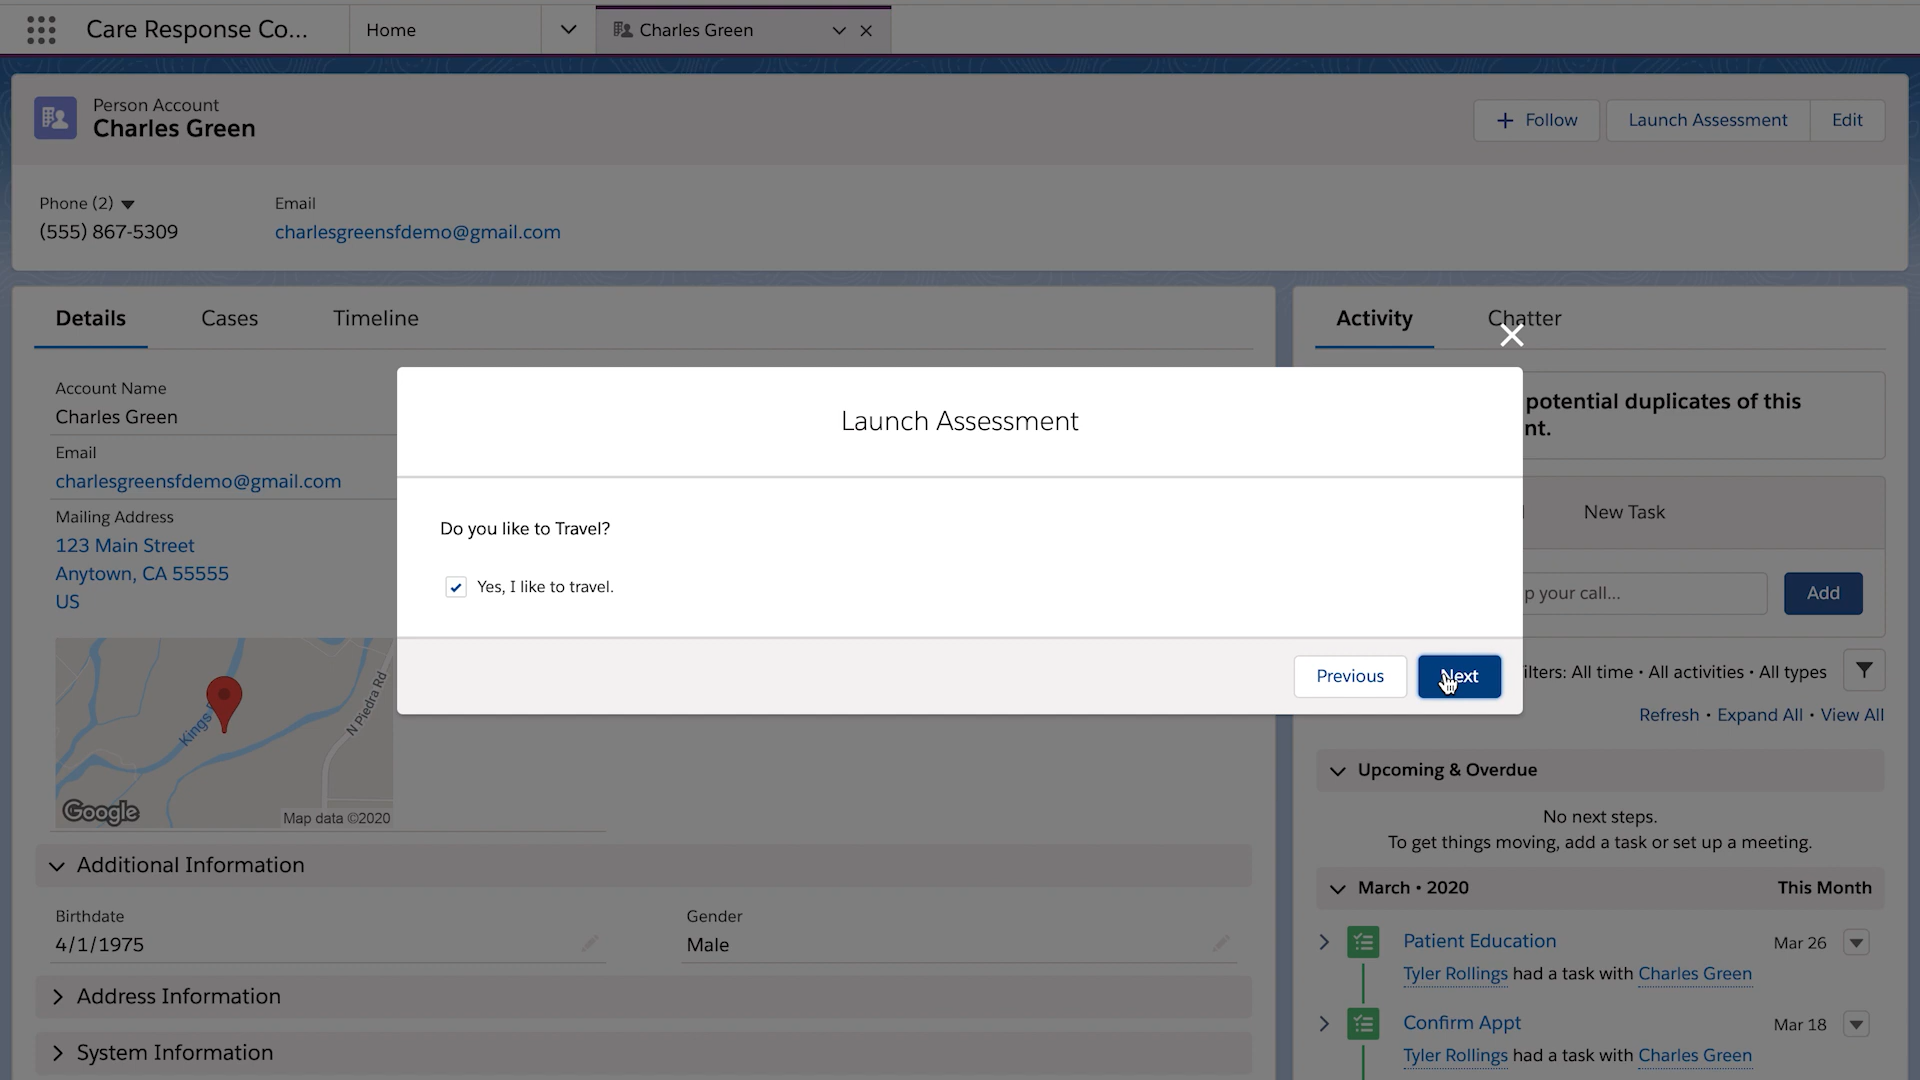 Care Response Co...
Home
Charles Green
Person Account
Charles Green
Follow
Launch Assessment
Edit
Phone (2)
(555) 867-5309
Email
charlesgreensfdemo@gmail.com
Details
Cases
Timeline
Activity
Chatter
Account Name
Charles Green
Email
charlesgreensfdemo@gmail.com
Mailing Address
123 Main Street
Anytown, CA 55555
US
Kings
N Piedra Rd
Google
Map data ©2020
Launch Assessment
Do you like to Travel?
Yes, I like to travel.
Previous
Next
potential duplicates of this
nt.
New Task
p your call...
Add
ilters: All time • All activities • All types
Refresh • Expand All • View All
Upcoming & Overdue
No next steps.
To get things moving, add a task or set up a meeting.
March • 2020
This Month
Patient Education
Mar 26
Tyler Rollings had a task with Charles Green
Confirm Appt
Mar 18
Tyler Rollings had a task with Charles Green
Additional Information
Birthdate
4/1/1975
Gender
Male
Address Information
System Information